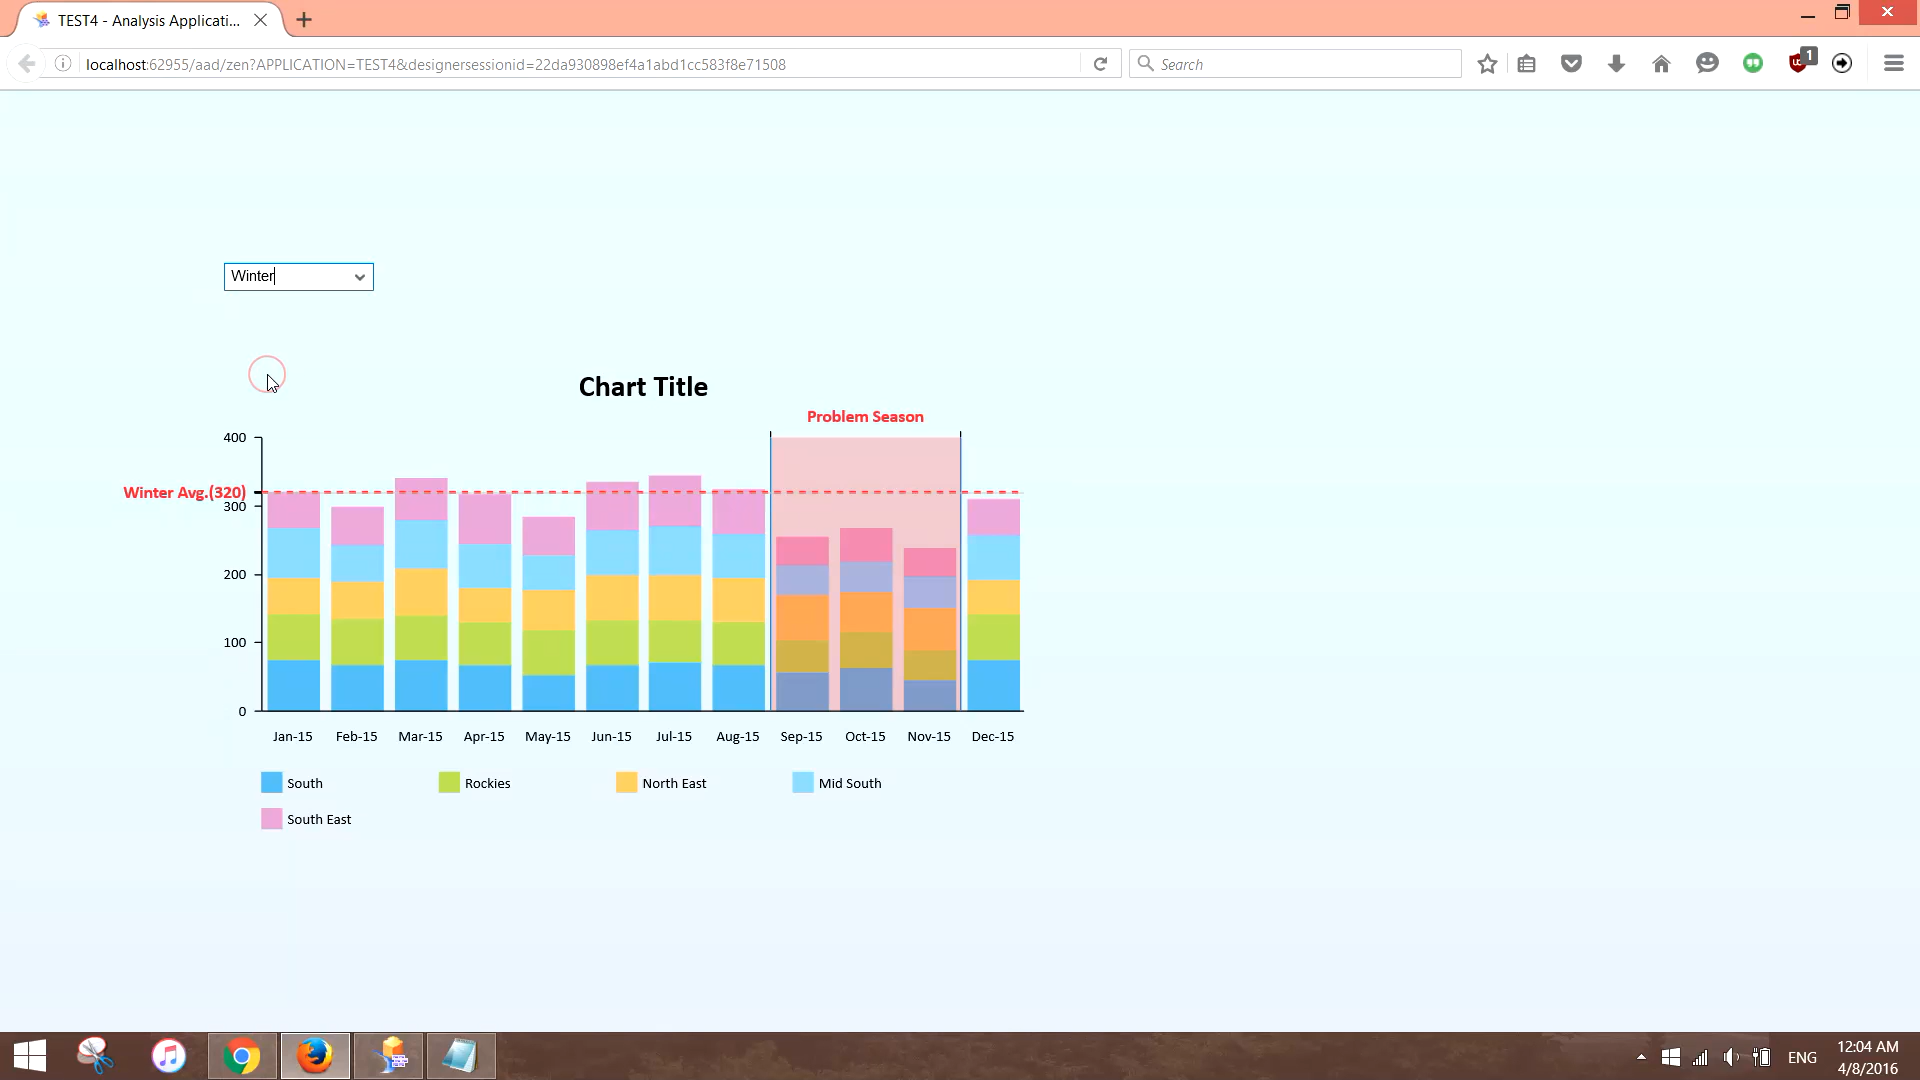 TEST4 - Analysis Applicati...
localhost:62955/aad/zen?APPLICATION=TEST4&designersessionid=22da930898ef4a1abd1cc583f8e71508
Search
1
Winter
Chart Title
Problem Season
400
Winter Avg.(320)
300
200
100
0
Jan-15 Feb-15 Mar-15 Apr-15 May-15 Jun-15 Jul-15 Aug-15 Sep-15 Oct-15 Nov-15 Dec-15
South Rockies North East Mid South
South East
ENG
12:04 AM
4/8/2016